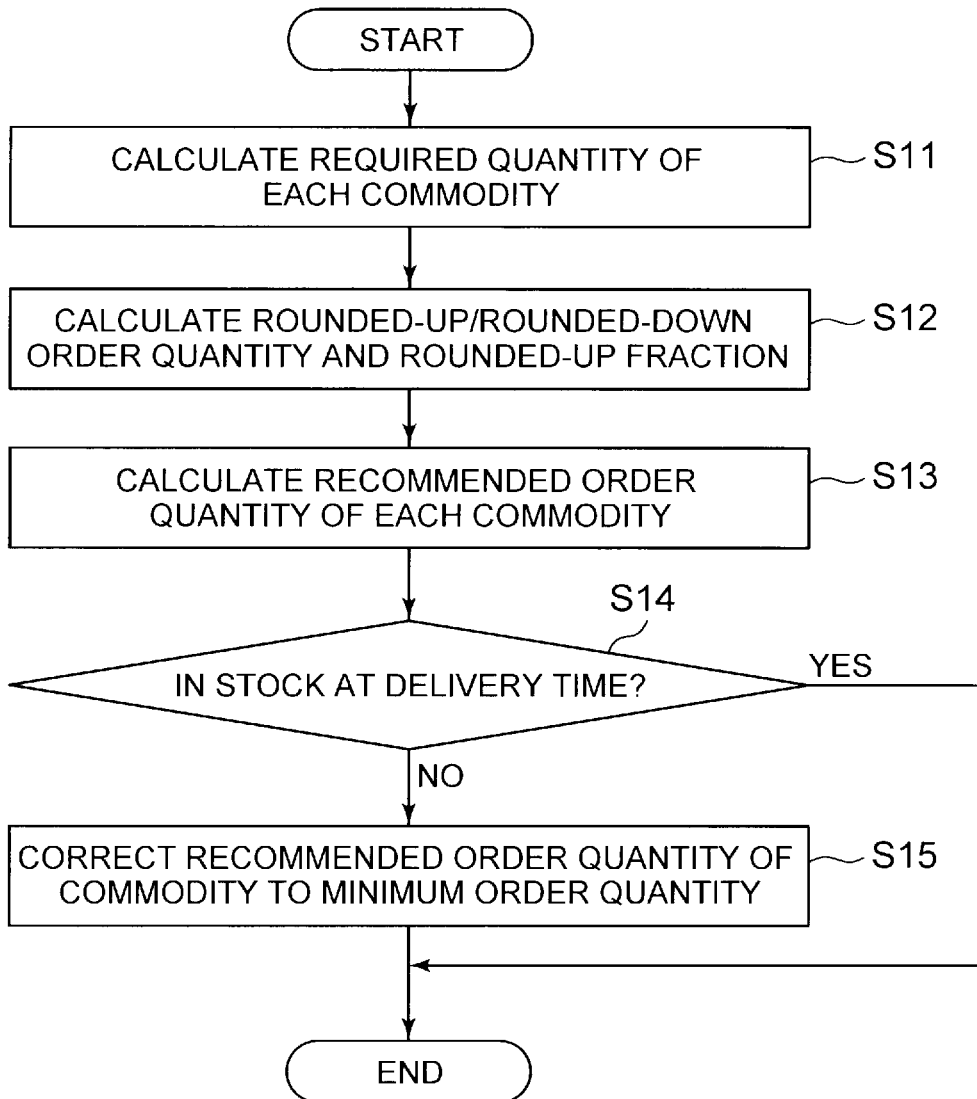 START
CALCULATE REQUIRED QUANTITY OF
EACH COMMODITY
S11
CALCULATE ROUNDED-UP/ROUNDED-DOWN
ORDER QUANTITY AND ROUNDED-UP FRACTION
S12
CALCULATE RECOMMENDED ORDER
QUANTITY OF EACH COMMODITY
S13
S14
IN STOCK AT DELIVERY TIME?
YES
NO
CORRECT RECOMMENDED ORDER QUANTITY OF
COMMODITY TO MINIMUM ORDER QUANTITY
S15
END